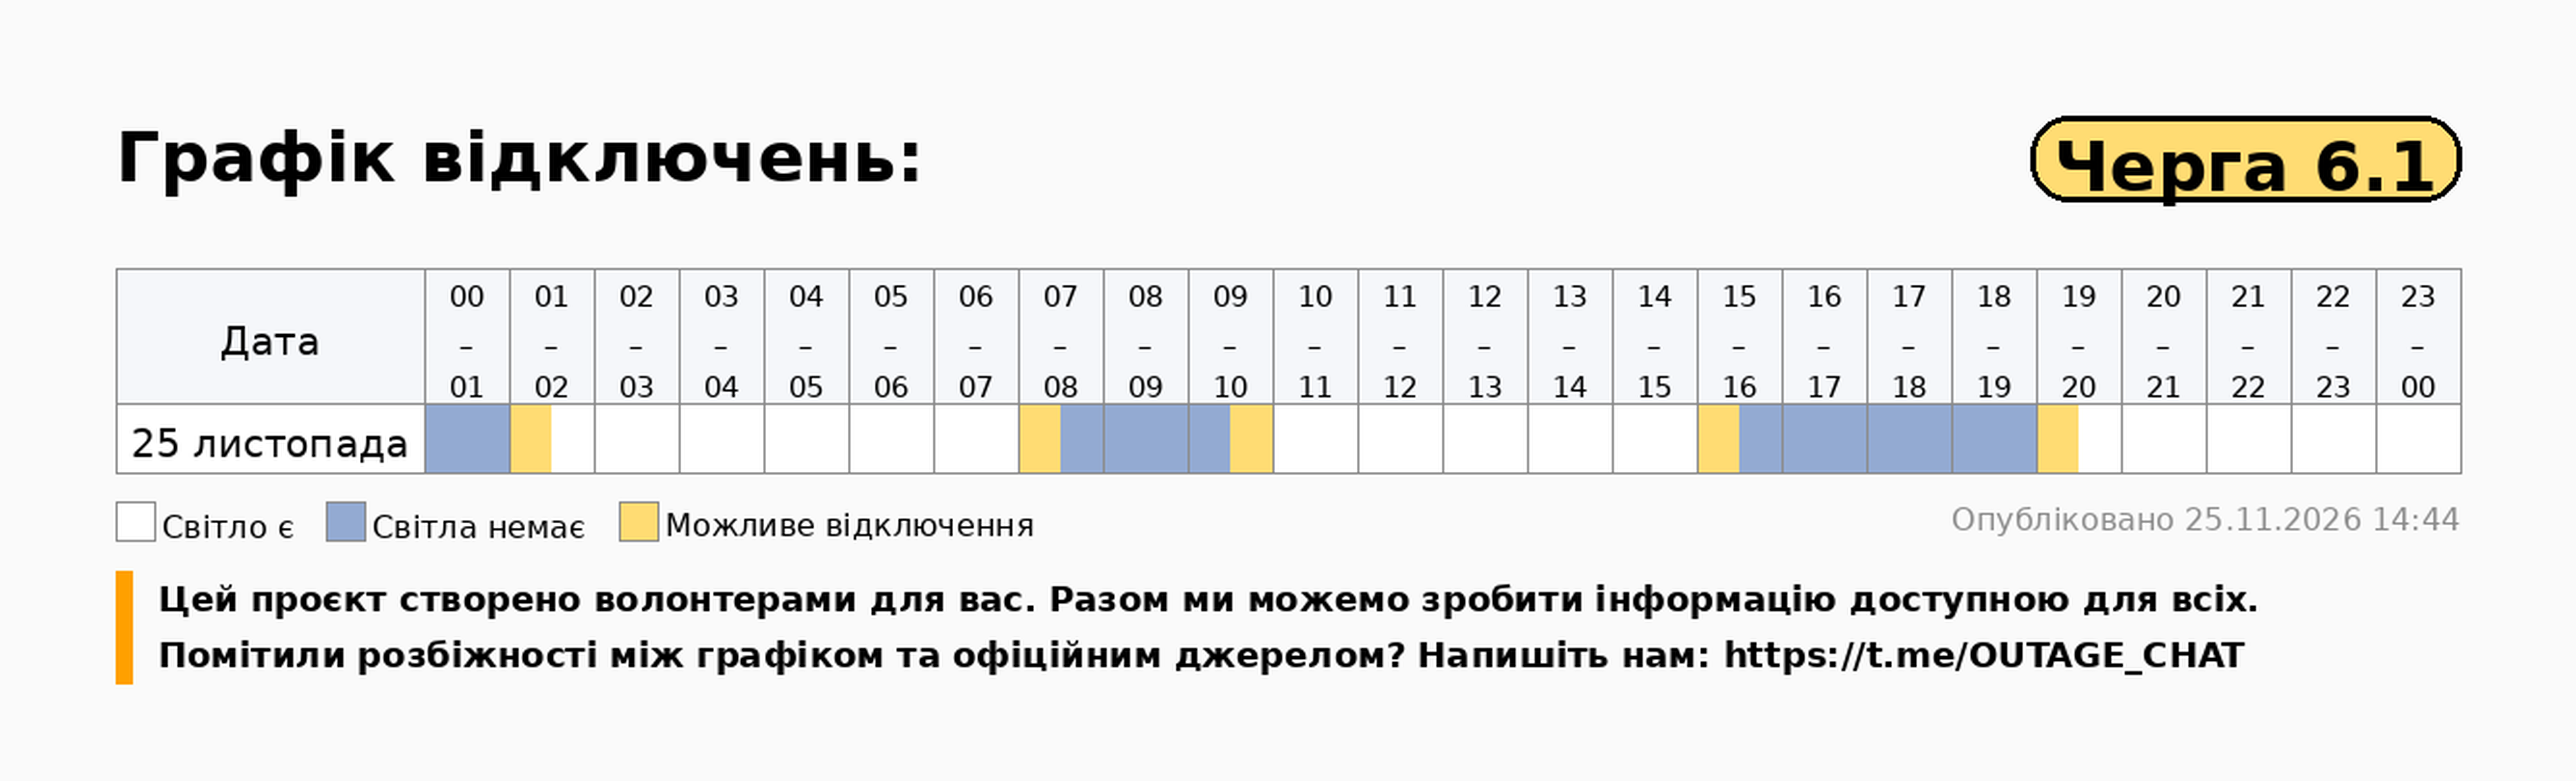 Графік відключень:
Черга 6.1
Дата 00 – 01 01 – 02 02 – 03 03 – 04 04 – 05 05 – 06 06 – 07 07 – 08 08 – 09 09 – 10 10 – 11 11 – 12 12 – 13 13 – 14 14 – 15 15 – 16 16 – 17 17 – 18 18 – 19 19 – 20 20 – 21 21 – 22 22 – 23 23 – 00
25 листопада
Світло є Світла немає Можливе відключення
Опубліковано 25.11.2026 14:44
Цей проєкт створено волонтерами для вас. Разом ми можемо зробити інформацію доступною для всіх.
Помітили розбіжності між графіком та офіційним джерелом? Напишіть нам: https://t.me/OUTAGE_CHAT